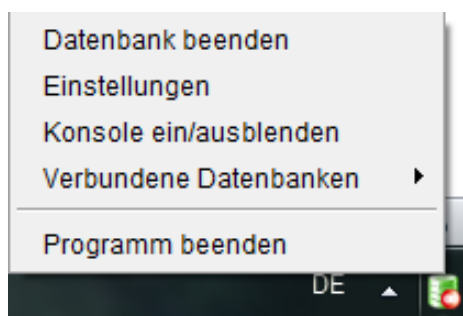 Datenbank beenden
Einstellungen
Konsole ein/ausblenden
Verbundene Datenbanken
Programm beenden
DE